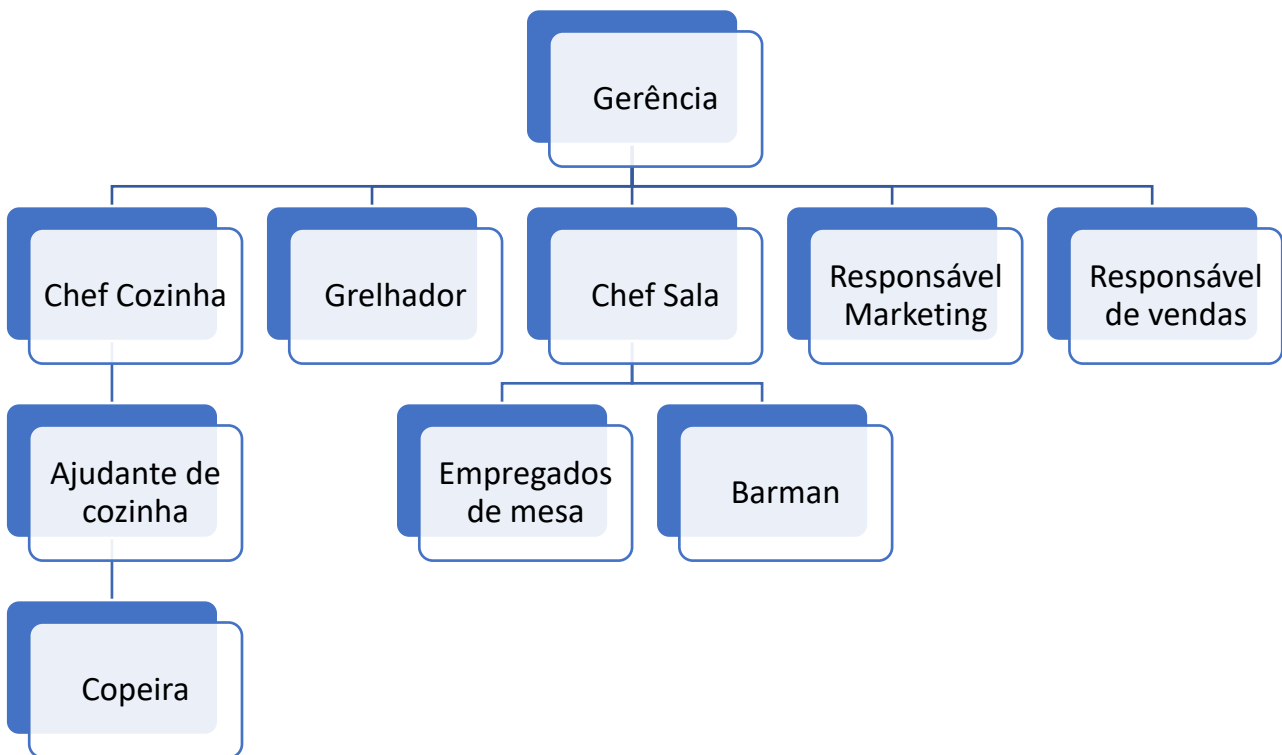 Gerência
Chef Cozinha
Grelhador
Chef Sala
Responsável
Marketing
Responsável
de vendas
Ajudante de
cozinha
Empregados
de mesa
Barman
Copeira